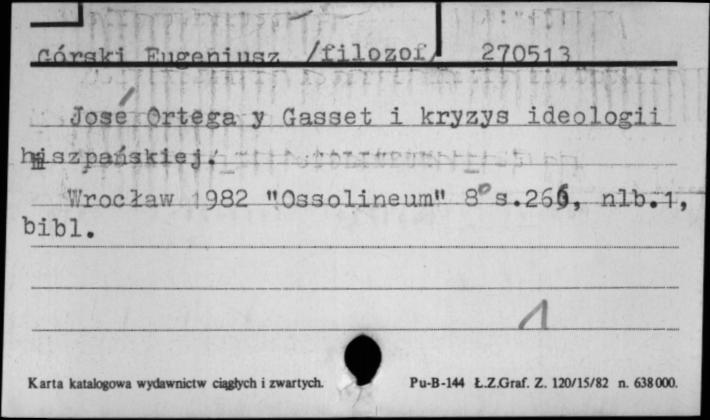 Górski Eugeniusz /filozof/ 270513
José Ortega y Gasset i kryzys ideologii
hiszpańskiej.
Wrocław 1982 "Ossolineum" 8° s.266, nlb.1,
bibl.
1
Karta katalogowa wydawnictw ciągłych i zwartych. Pu-B-144 Ł.Z.Graf. Z. 120/15/82 n. 638000.